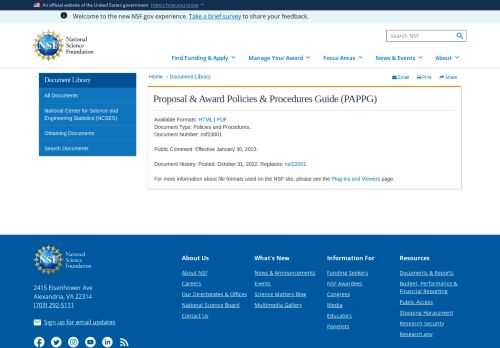 An official website of the United States government Here's how you know
Welcome to the new NSF.gov experience. Take a brief survey to share your feedback.
NSF
National
Science
Foundation
Search NSF
Find Funding & Apply
Manage Your Award
Focus Areas
News & Events
About
Document Library
All Documents
National Center for Science and
Engineering Statistics (NCSES)
Obtaining Documents
Search Documents
Home
Document Library
Email
Print
Share
Proposal & Award Policies & Procedures Guide (PAPPG)
Available Formats: HTML | PDF
Document Type: Policies and Procedures.
Document Number: nsf23001
Public Comment: Effective January 30, 2023.
Document History: Posted: October 31, 2022. Replaces: nsf22001.
For more information about file formats used on the NSF site, please see the Plug-ins and Viewers page.
NSF
National
Science
Foundation
2415 Eisenhower Ave
Alexandria, VA 22314
(703) 292-5111
Sign up for email updates
About Us
About NSF
Careers
Our Directorates & Offices
National Science Board
Contact Us
What's New
News & Announcements
Events
Science Matters Blog
Multimedia Gallery
Information For
Funding Seekers
NSF Awardees
Congress
Media
Educators
Panelists
Resources
Documents & Reports
Budget, Performance &
Financial Reporting
Public Access
Stopping Harassment
Research Security
Research.gov